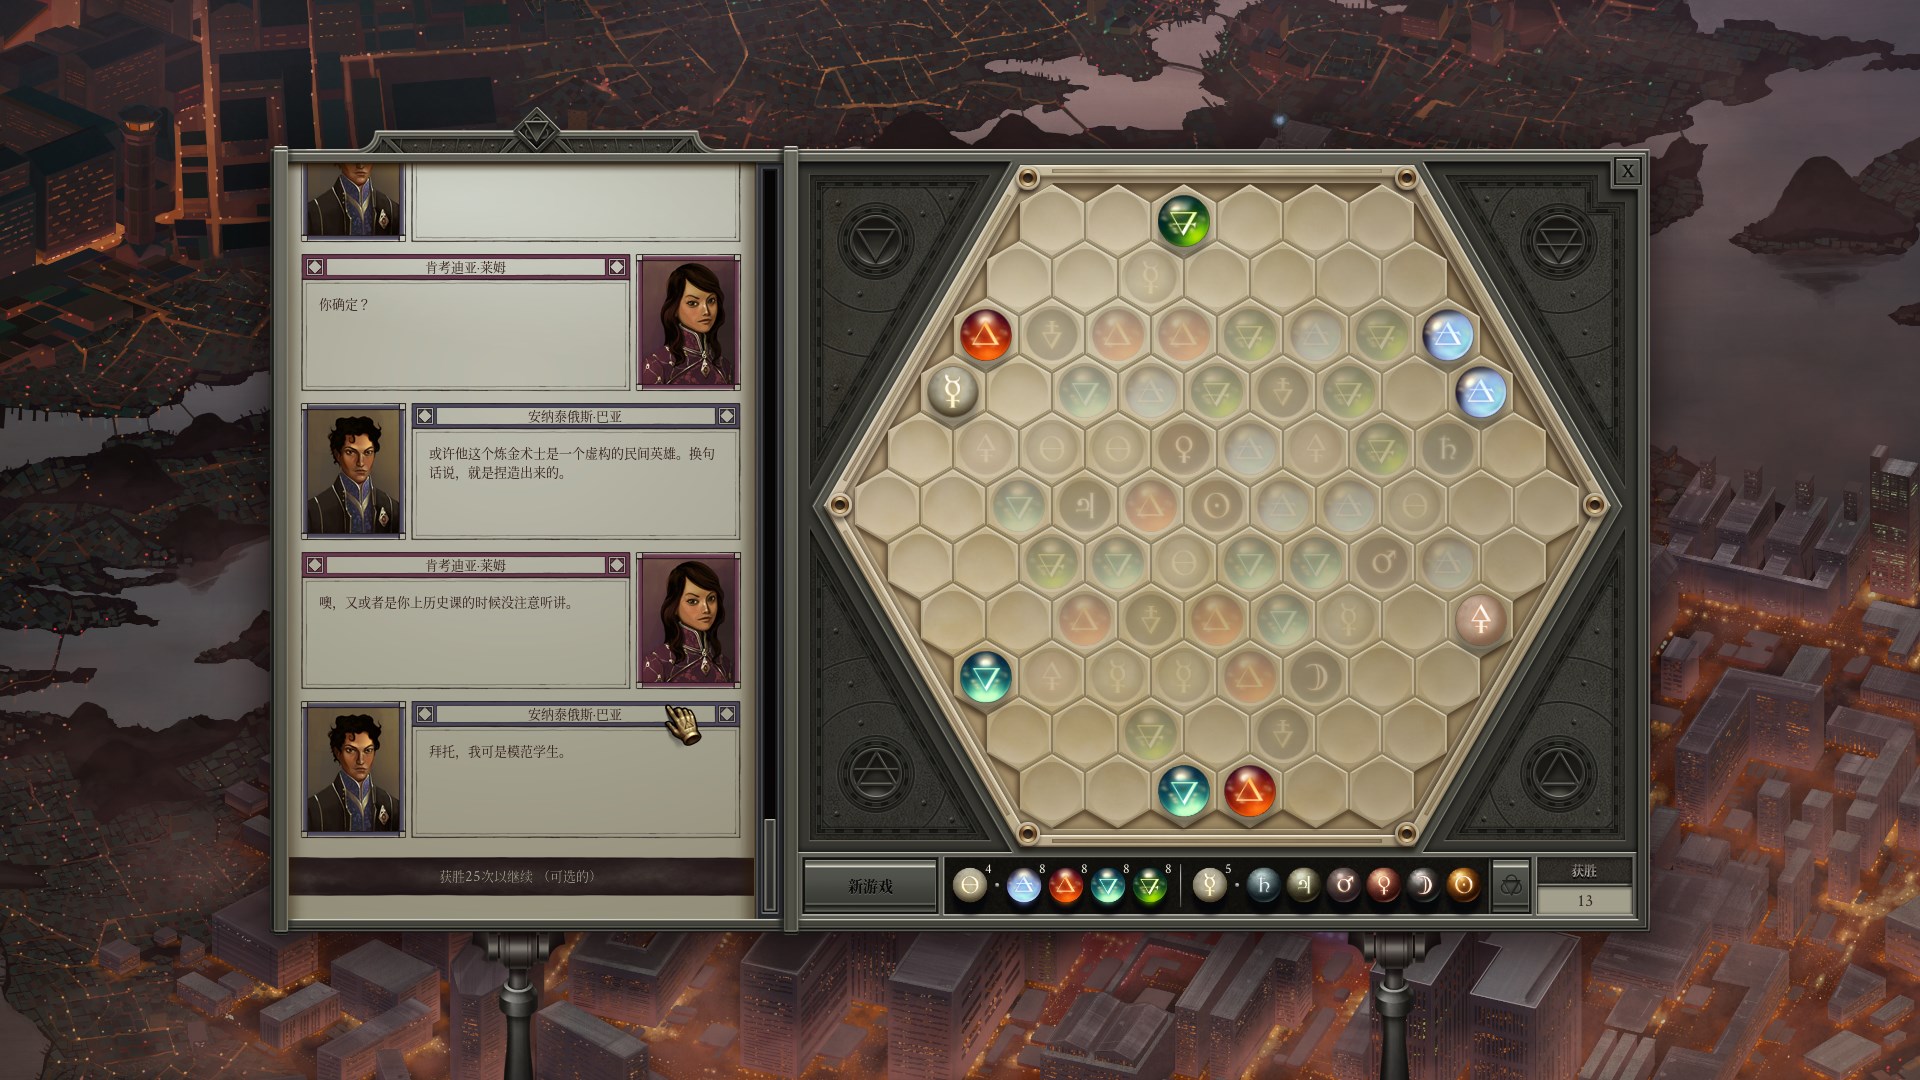 肯考迪亚·莱姆
你确定？
安纳泰俄斯·巴亚
或许他这个炼金术士是一个虚构的民间英雄。换句
话说，就是捏造出来的。
肯考迪亚·莱姆
噢，又或者是你上历史课的时候没注意听讲。
安纳泰俄斯·巴亚
拜托，我可是模范学生。
获胜25次以继续 （可选的）
X
新游戏
4
8
8
8
8
5
获胜
13